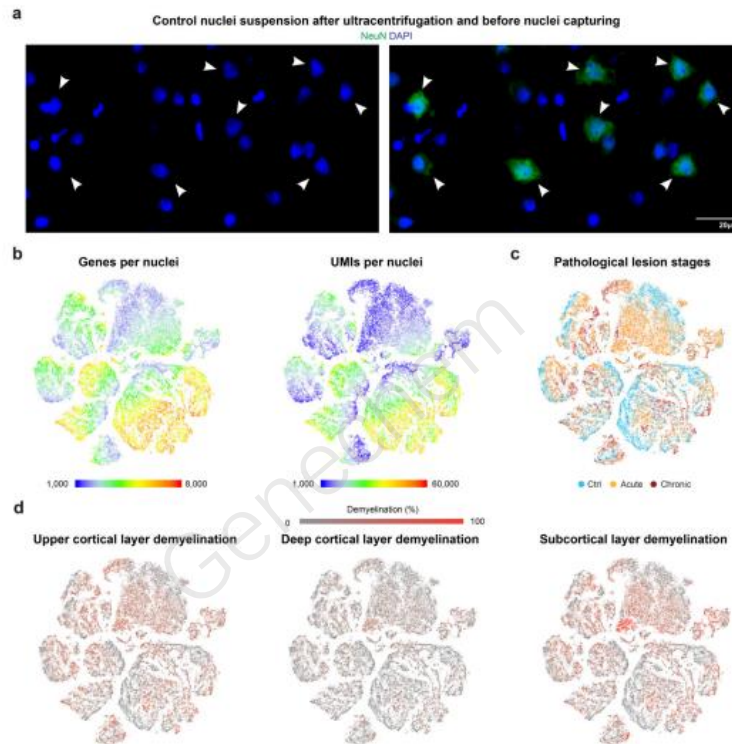 a
Control nuclei suspension after ultracentrifugation and before nuclei capturing
NeuN DAPI
20μ
b
Genes per nuclei
UMIs per nuclei
c
Pathological lesion stages
1,000
8,000
1,000
60,000
Ctrl
Acute
Chronic
Genechem
d
Demyelination (%)
0
100
Upper cortical layer demyelination
Deep cortical layer demyelination
Subcortical layer demyelination